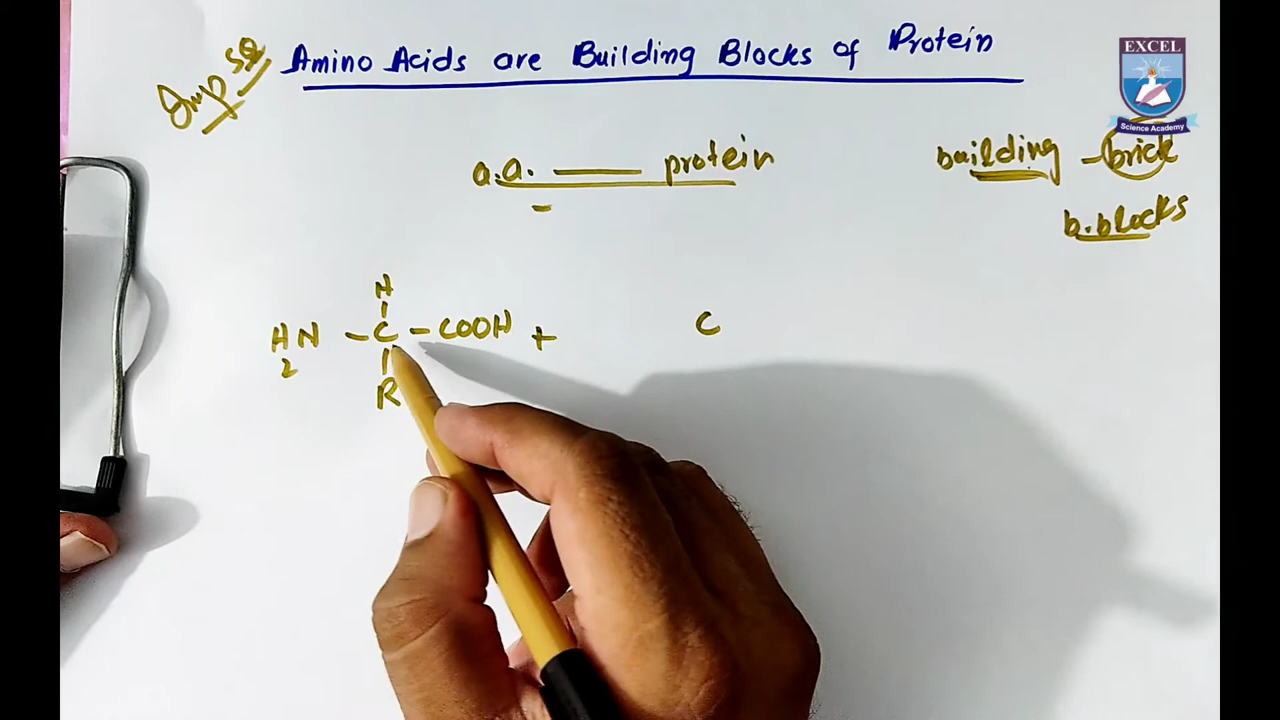 Imp SQ
Amino Acids are Building Blocks of Protein
EXCEL
Science Academy
a.a. — protein
building - brick
b.blocks
H
H2N - C - COOH + C
R